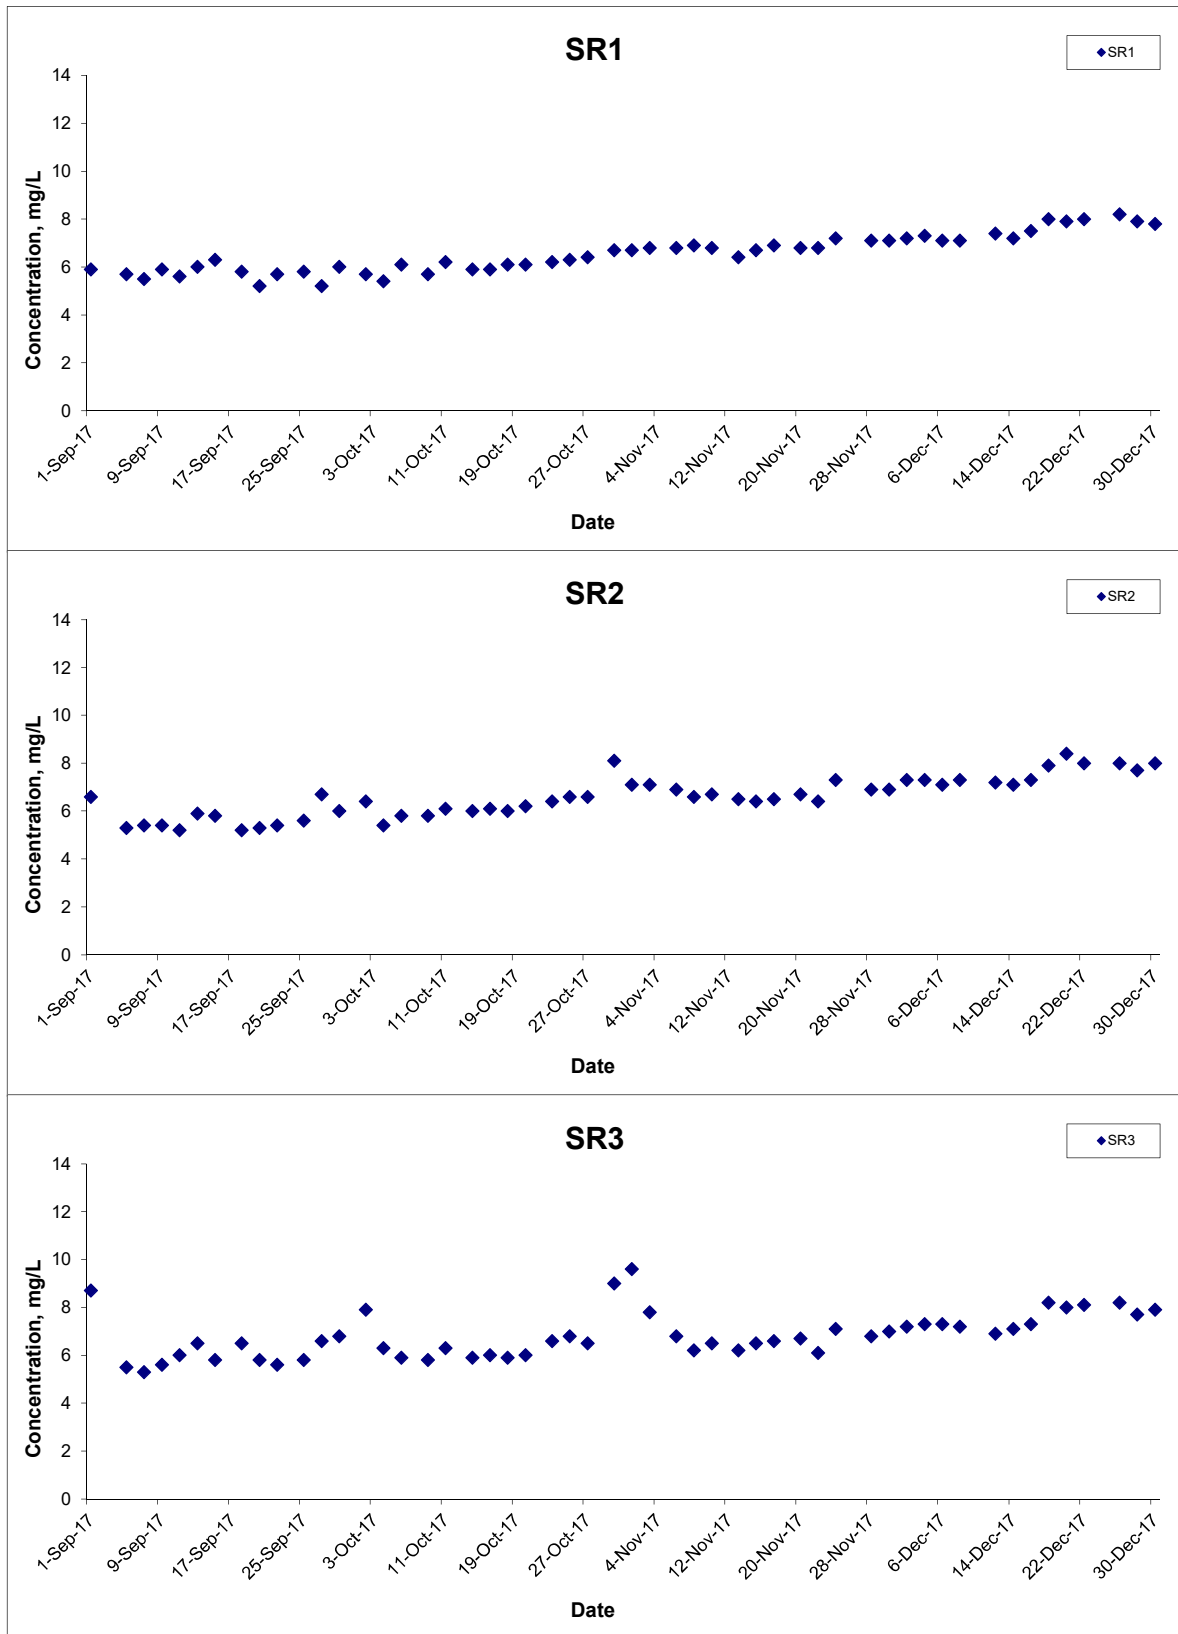 SR1
SR1
14
12
10
8
6
4
2
0
Concentration, mg/L
1-Sep-17 9-Sep-17 17-Sep-17 25-Sep-17 3-Oct-17 11-Oct-17 19-Oct-17 27-Oct-17 4-Nov-17 12-Nov-17 20-Nov-17 28-Nov-17 6-Dec-17 14-Dec-17 22-Dec-17 30-Dec-17
Date
SR2
SR2
14
12
10
8
6
4
2
0
Concentration, mg/L
1-Sep-17 9-Sep-17 17-Sep-17 25-Sep-17 3-Oct-17 11-Oct-17 19-Oct-17 27-Oct-17 4-Nov-17 12-Nov-17 20-Nov-17 28-Nov-17 6-Dec-17 14-Dec-17 22-Dec-17 30-Dec-17
Date
SR3
SR3
14
12
10
8
6
4
2
0
Concentration, mg/L
1-Sep-17 9-Sep-17 17-Sep-17 25-Sep-17 3-Oct-17 11-Oct-17 19-Oct-17 27-Oct-17 4-Nov-17 12-Nov-17 20-Nov-17 28-Nov-17 6-Dec-17 14-Dec-17 22-Dec-17 30-Dec-17
Date